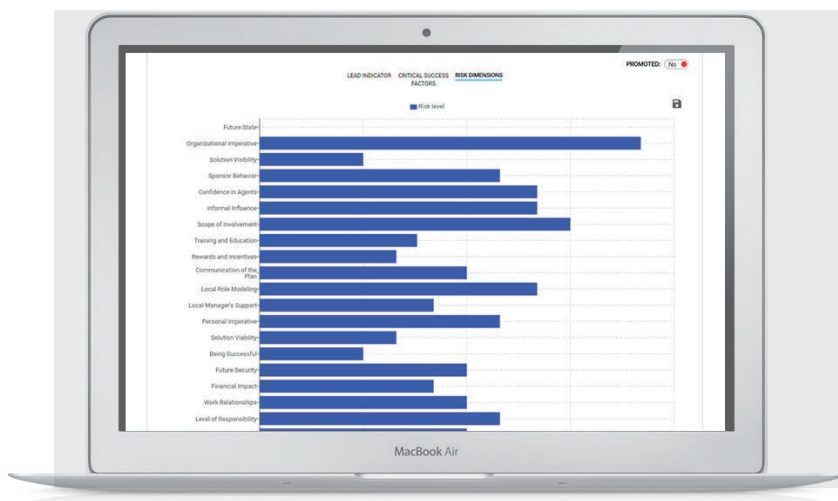 PROMOTED: No
LEAD INDICATOR CRITICAL SUCCESS RISK DIMENSIONS
FACTORS
Risk level
Future State
Organizational Imperative
Solution Visibility
Sponsor Behavior
Confidence in Agents
Informal Influence
Scope of Involvement
Training and Education
Rewards and Incentives
Communication of the
Plan
Local Role Modeling
Local Manager's Support
Personal Imperative
Solution Viability
Being Successful
Future Security
Financial Impact
Work Relationships
Level of Responsibility
MacBook Air